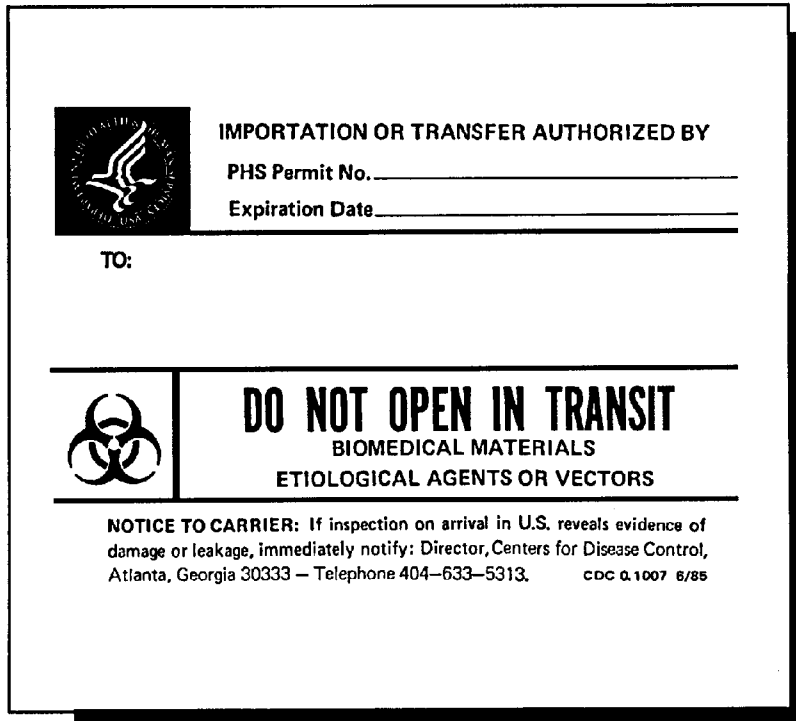 IMPORTATION OR TRANSFER AUTHORIZED BY
PHS Permit No.
Expiration Date
TO:
DO NOT OPEN IN TRANSIT
BIOMEDICAL MATERIALS
ETIOLOGICAL AGENTS OR VECTORS
NOTICE TO CARRIER: If inspection on arrival in U.S. reveals evidence of
damage or leakage, immediately notify: Director, Centers for Disease Control,
Atlanta, Georgia 30333 — Telephone 404–633–5313. CDC 0.1007 6/85